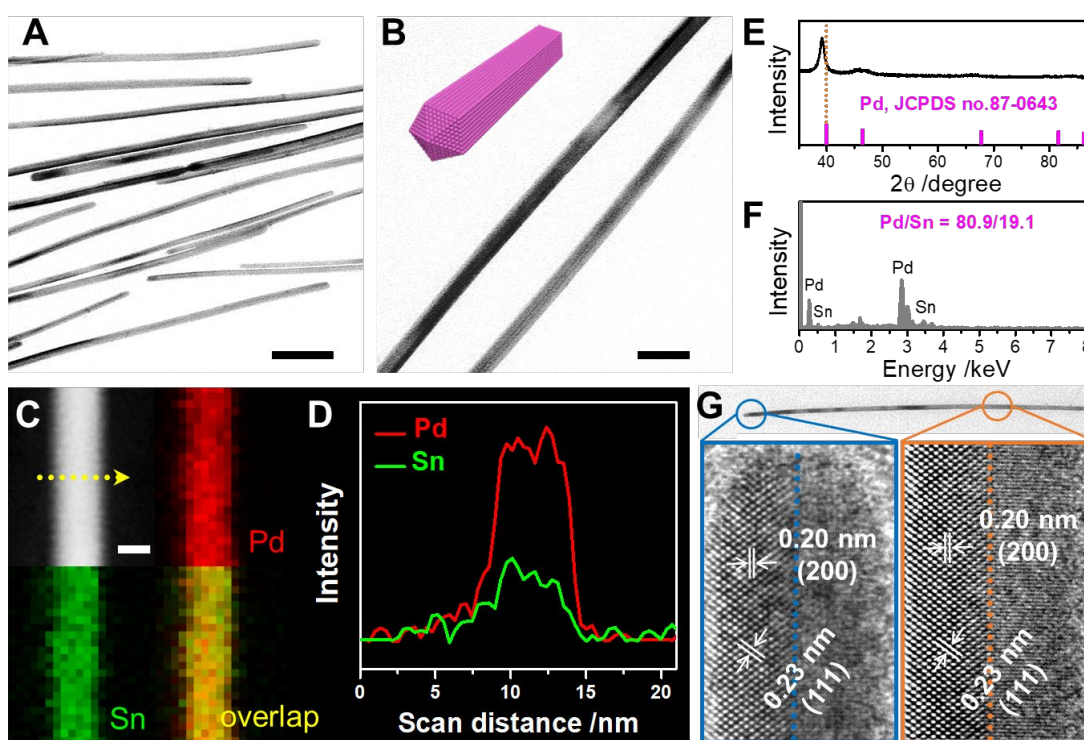 A
B
E
Intensity
Pd, JCPDS no.87-0643
40 50 60 70 80
2θ /degree
F
Pd/Sn = 80.9/19.1
Intensity
Pd
Sn
Pd
Sn
0 1 2 3 4 5 6 7 8
Energy /keV
C
Pd
Sn
overlap
D
Pd
Sn
Intensity
0 5 10 15 20
Scan distance /nm
G
0.20 nm
(200)
0.23 nm
(111)
0.20 nm
(200)
0.23 nm
(111)